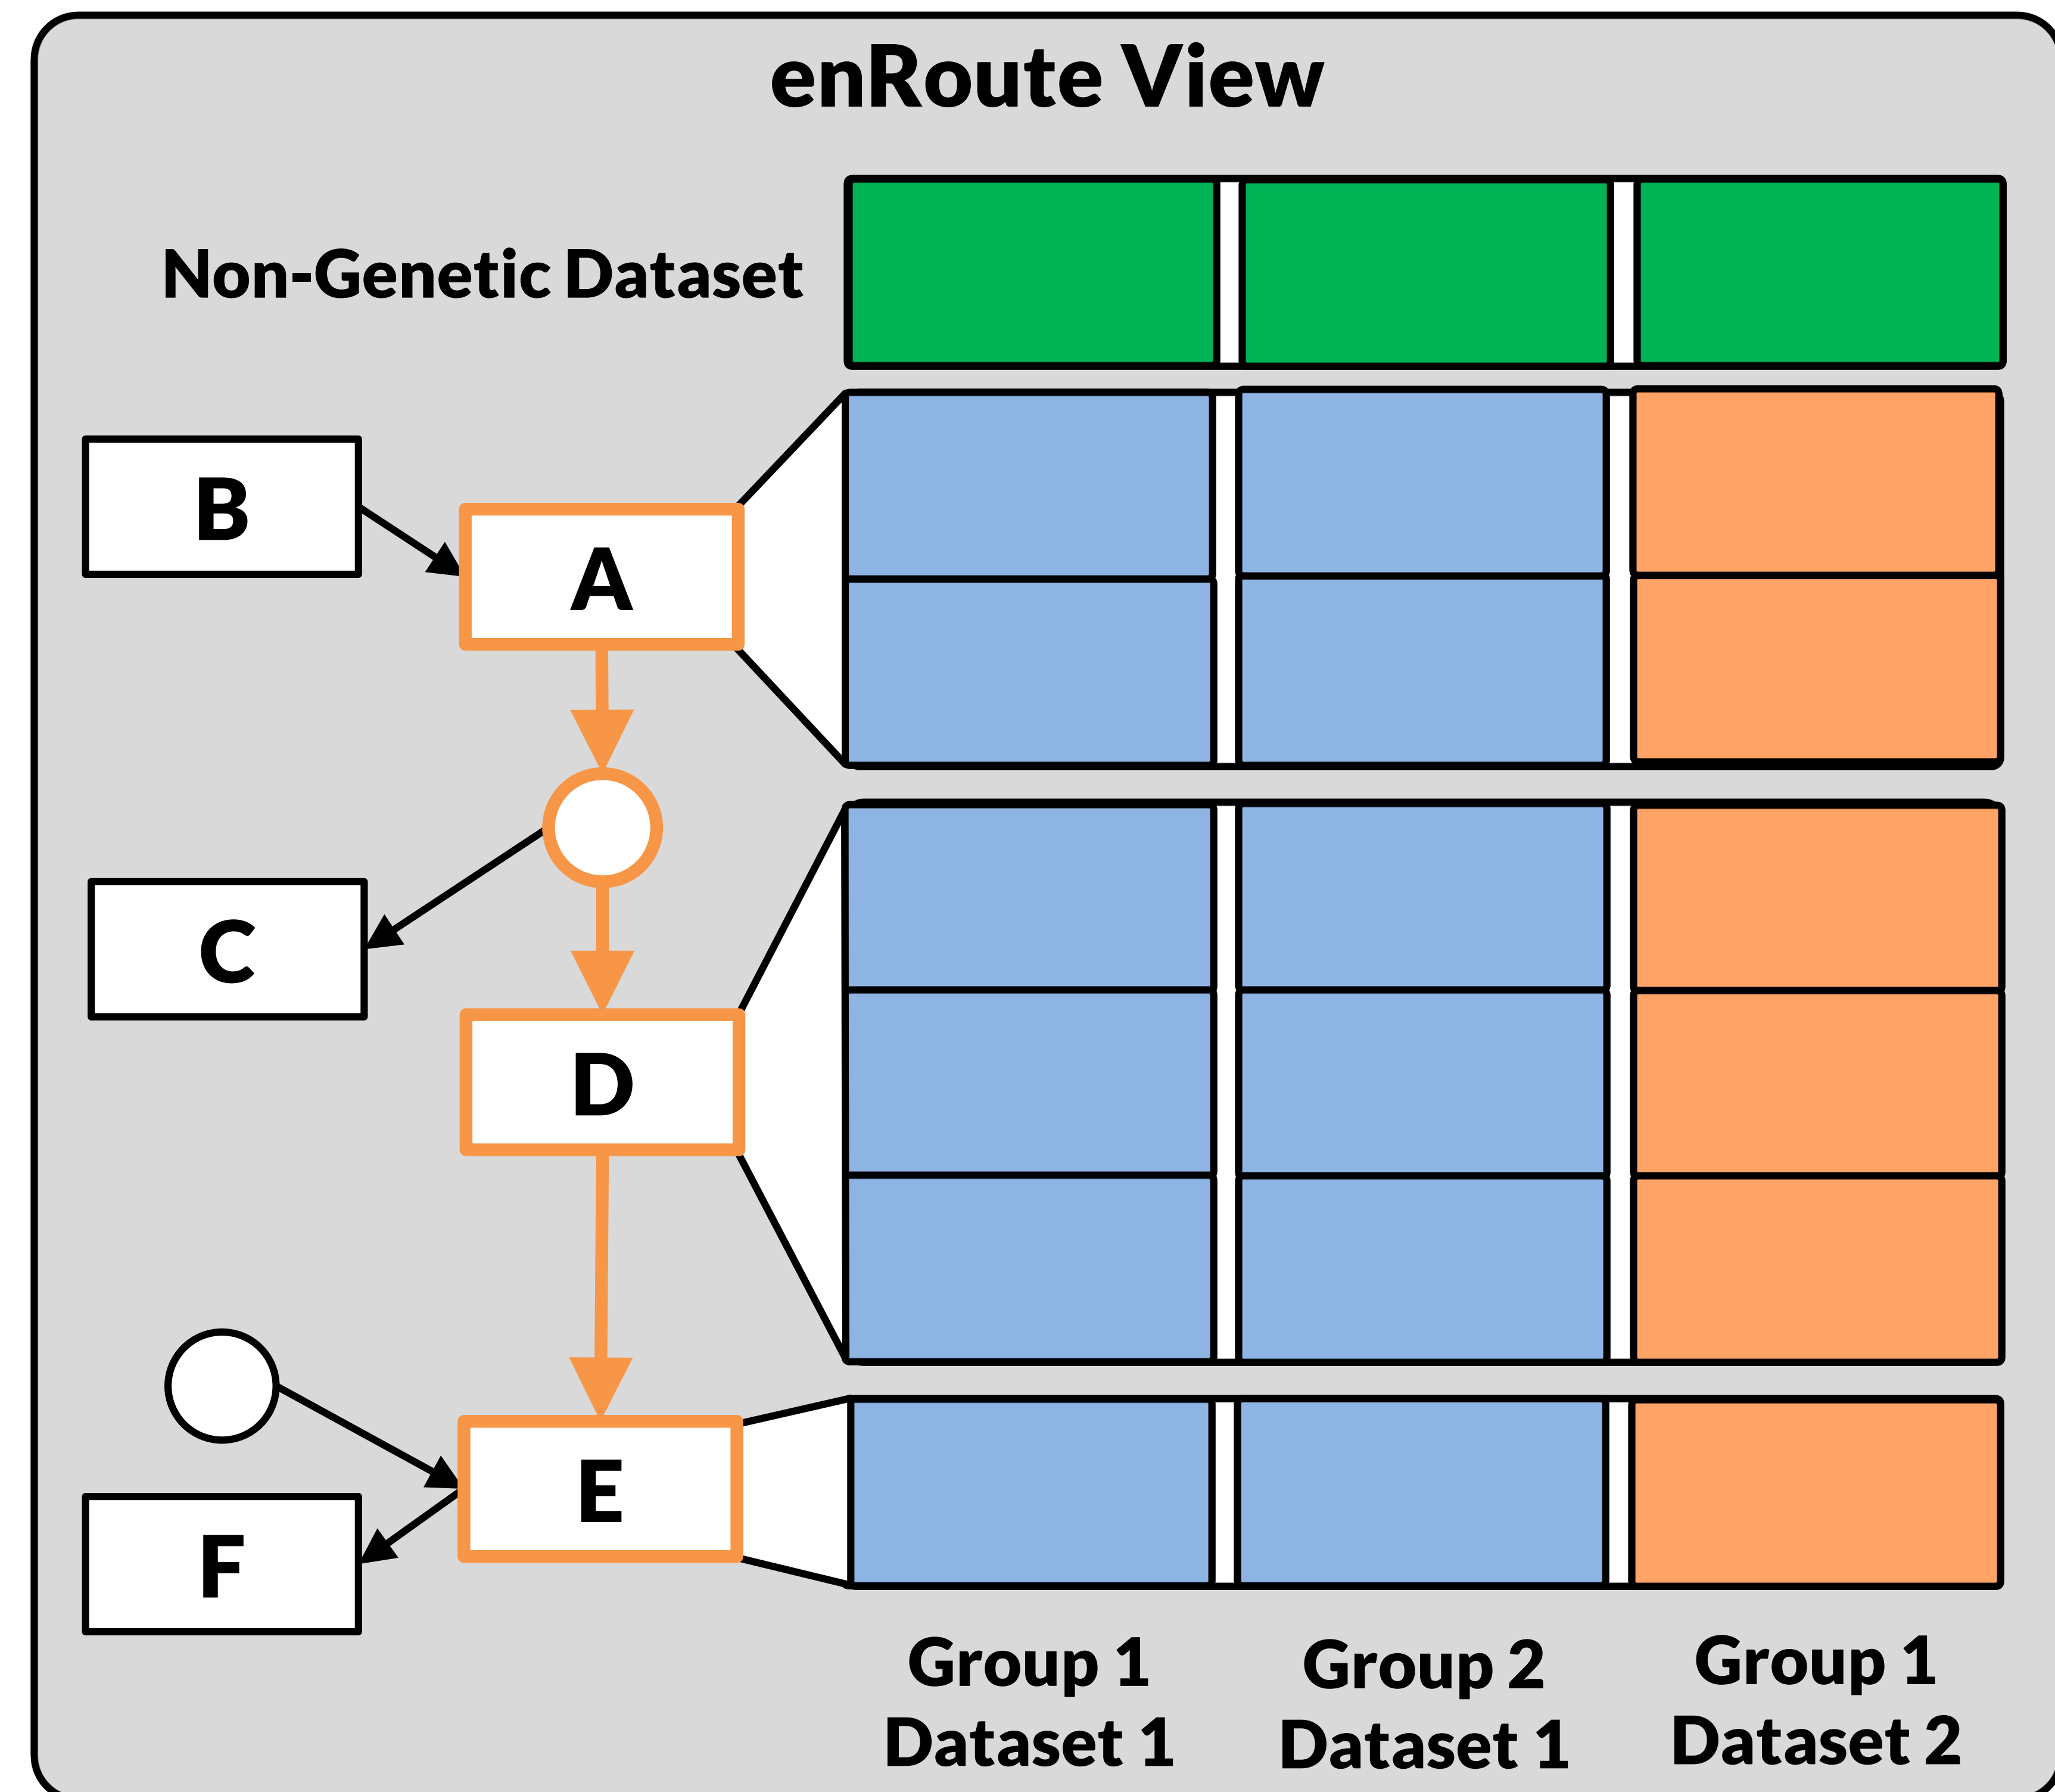 enRoute View
Non-Genetic Dataset
B
A
C
D
E
F
Group 1
Dataset 1
Group 2
Dataset 1
Group 1
Dataset 2